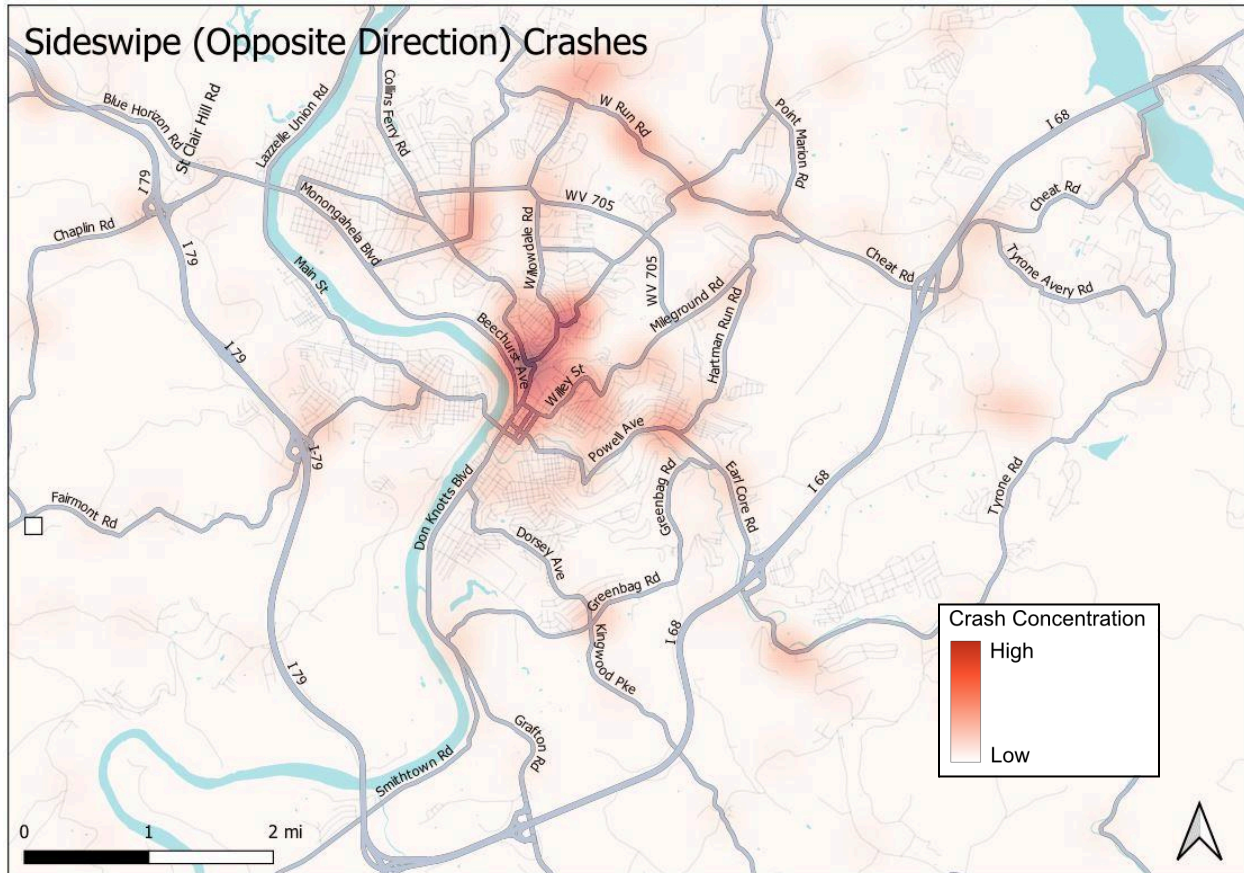 Sideswipe (Opposite Direction) Crashes
Blue Horizon Rd
St Clair Hill Rd
Lazzelle Union Rd
Collins Ferry Rd
W Run Rd
Point Marion Rd
I 68
I 79
Chaplin Rd
I 79
Monongahela Blvd
Main St
WV 705
Willowdale Rd
WV 705
Cheat Rd
Cheat Rd
Tyrone Avery Rd
Mileground Rd
Hartman Run Rd
Beechurst Ave
Willey St
I 79
I-79
Powell Ave
Greenbag Rd
Earl Core Rd
I 68
Tyrone Rd
Fairmont Rd
Don Knotts Blvd
Dorsey Ave
Greenbag Rd
Kingwood Pke
I 68
I 79
Grafton Rd
Smithtown Rd
Crash Concentration
High
Low
0 1 2 mi